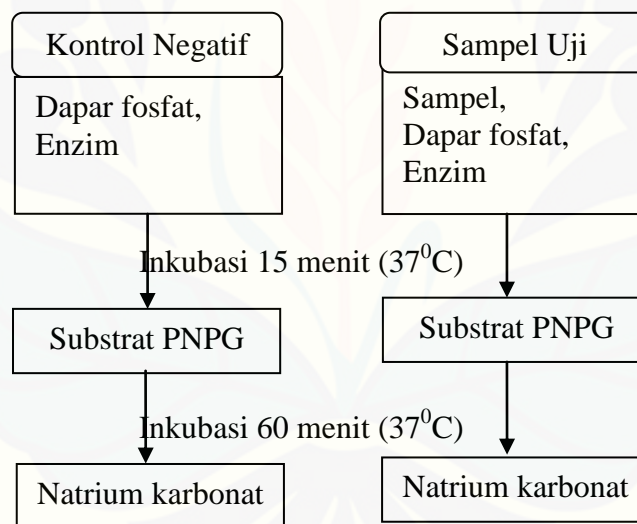 Kontrol Negatif
Dapar fosfat,
Enzim
Sampel Uji
Sampel,
Dapar fosfat,
Enzim
Inkubasi 15 menit (37⁰C)
Substrat PNPG
Substrat PNPG
Inkubasi 60 menit (37⁰C)
Natrium karbonat
Natrium karbonat